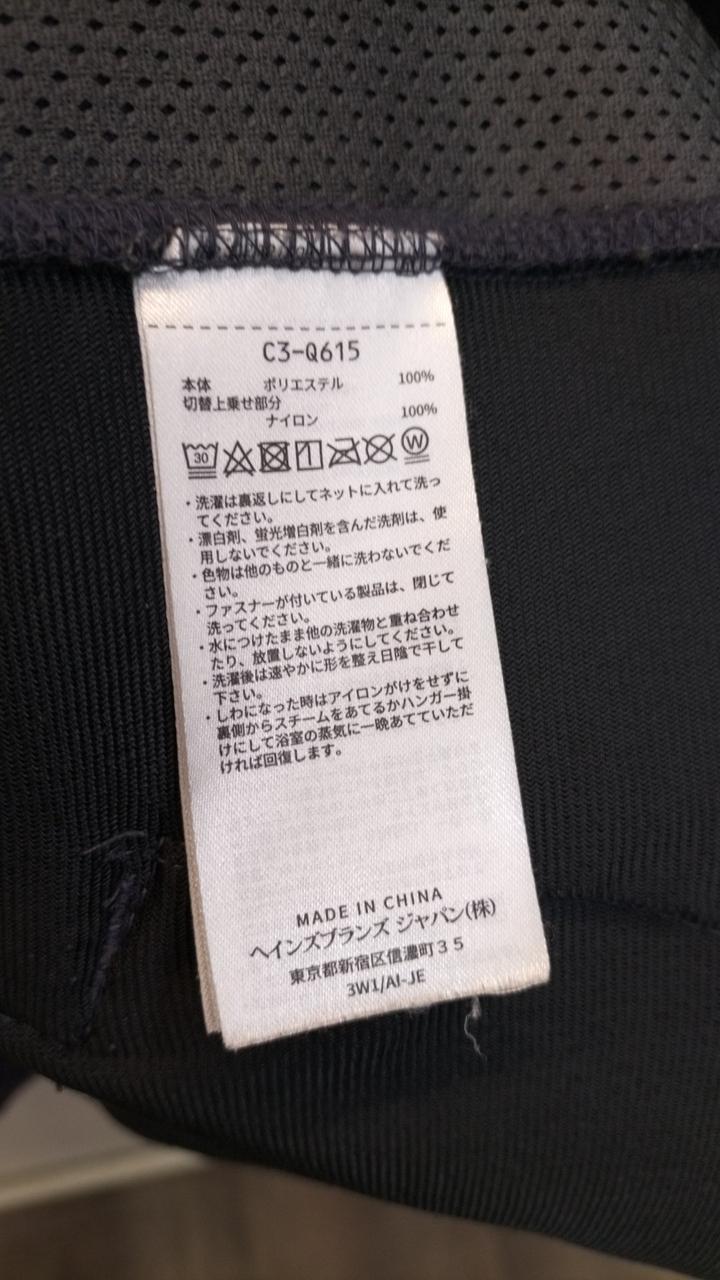 C3-Q615
本体 ポリエステル 100%
切替上乗せ部分
ナイロン 100%
30 W
・洗濯は裏返しにしてネットに入れて洗っ
てください。
・漂白剤、蛍光増白剤を含んだ洗剤は、使
用しないでください。
・色物は他のものと一緒に洗わないでくだ
さい。
・ファスナーが付いている製品は、閉じて
洗ってください。
・水につけたまま他の洗濯物と重ね合わせ
たり、放置しないようにしてください。
・洗濯後は速やかに形を整え日陰で干して
下さい。
・しわになった時はアイロンがけをせずに
裏側からスチームをあてるかハンガー掛
けにして浴室の蒸気に一晩あてていただ
ければ回復します。
MADE IN CHINA
ヘインズブランズ ジャパン(株)
東京都新宿区信濃町35
3W1/AI-JE